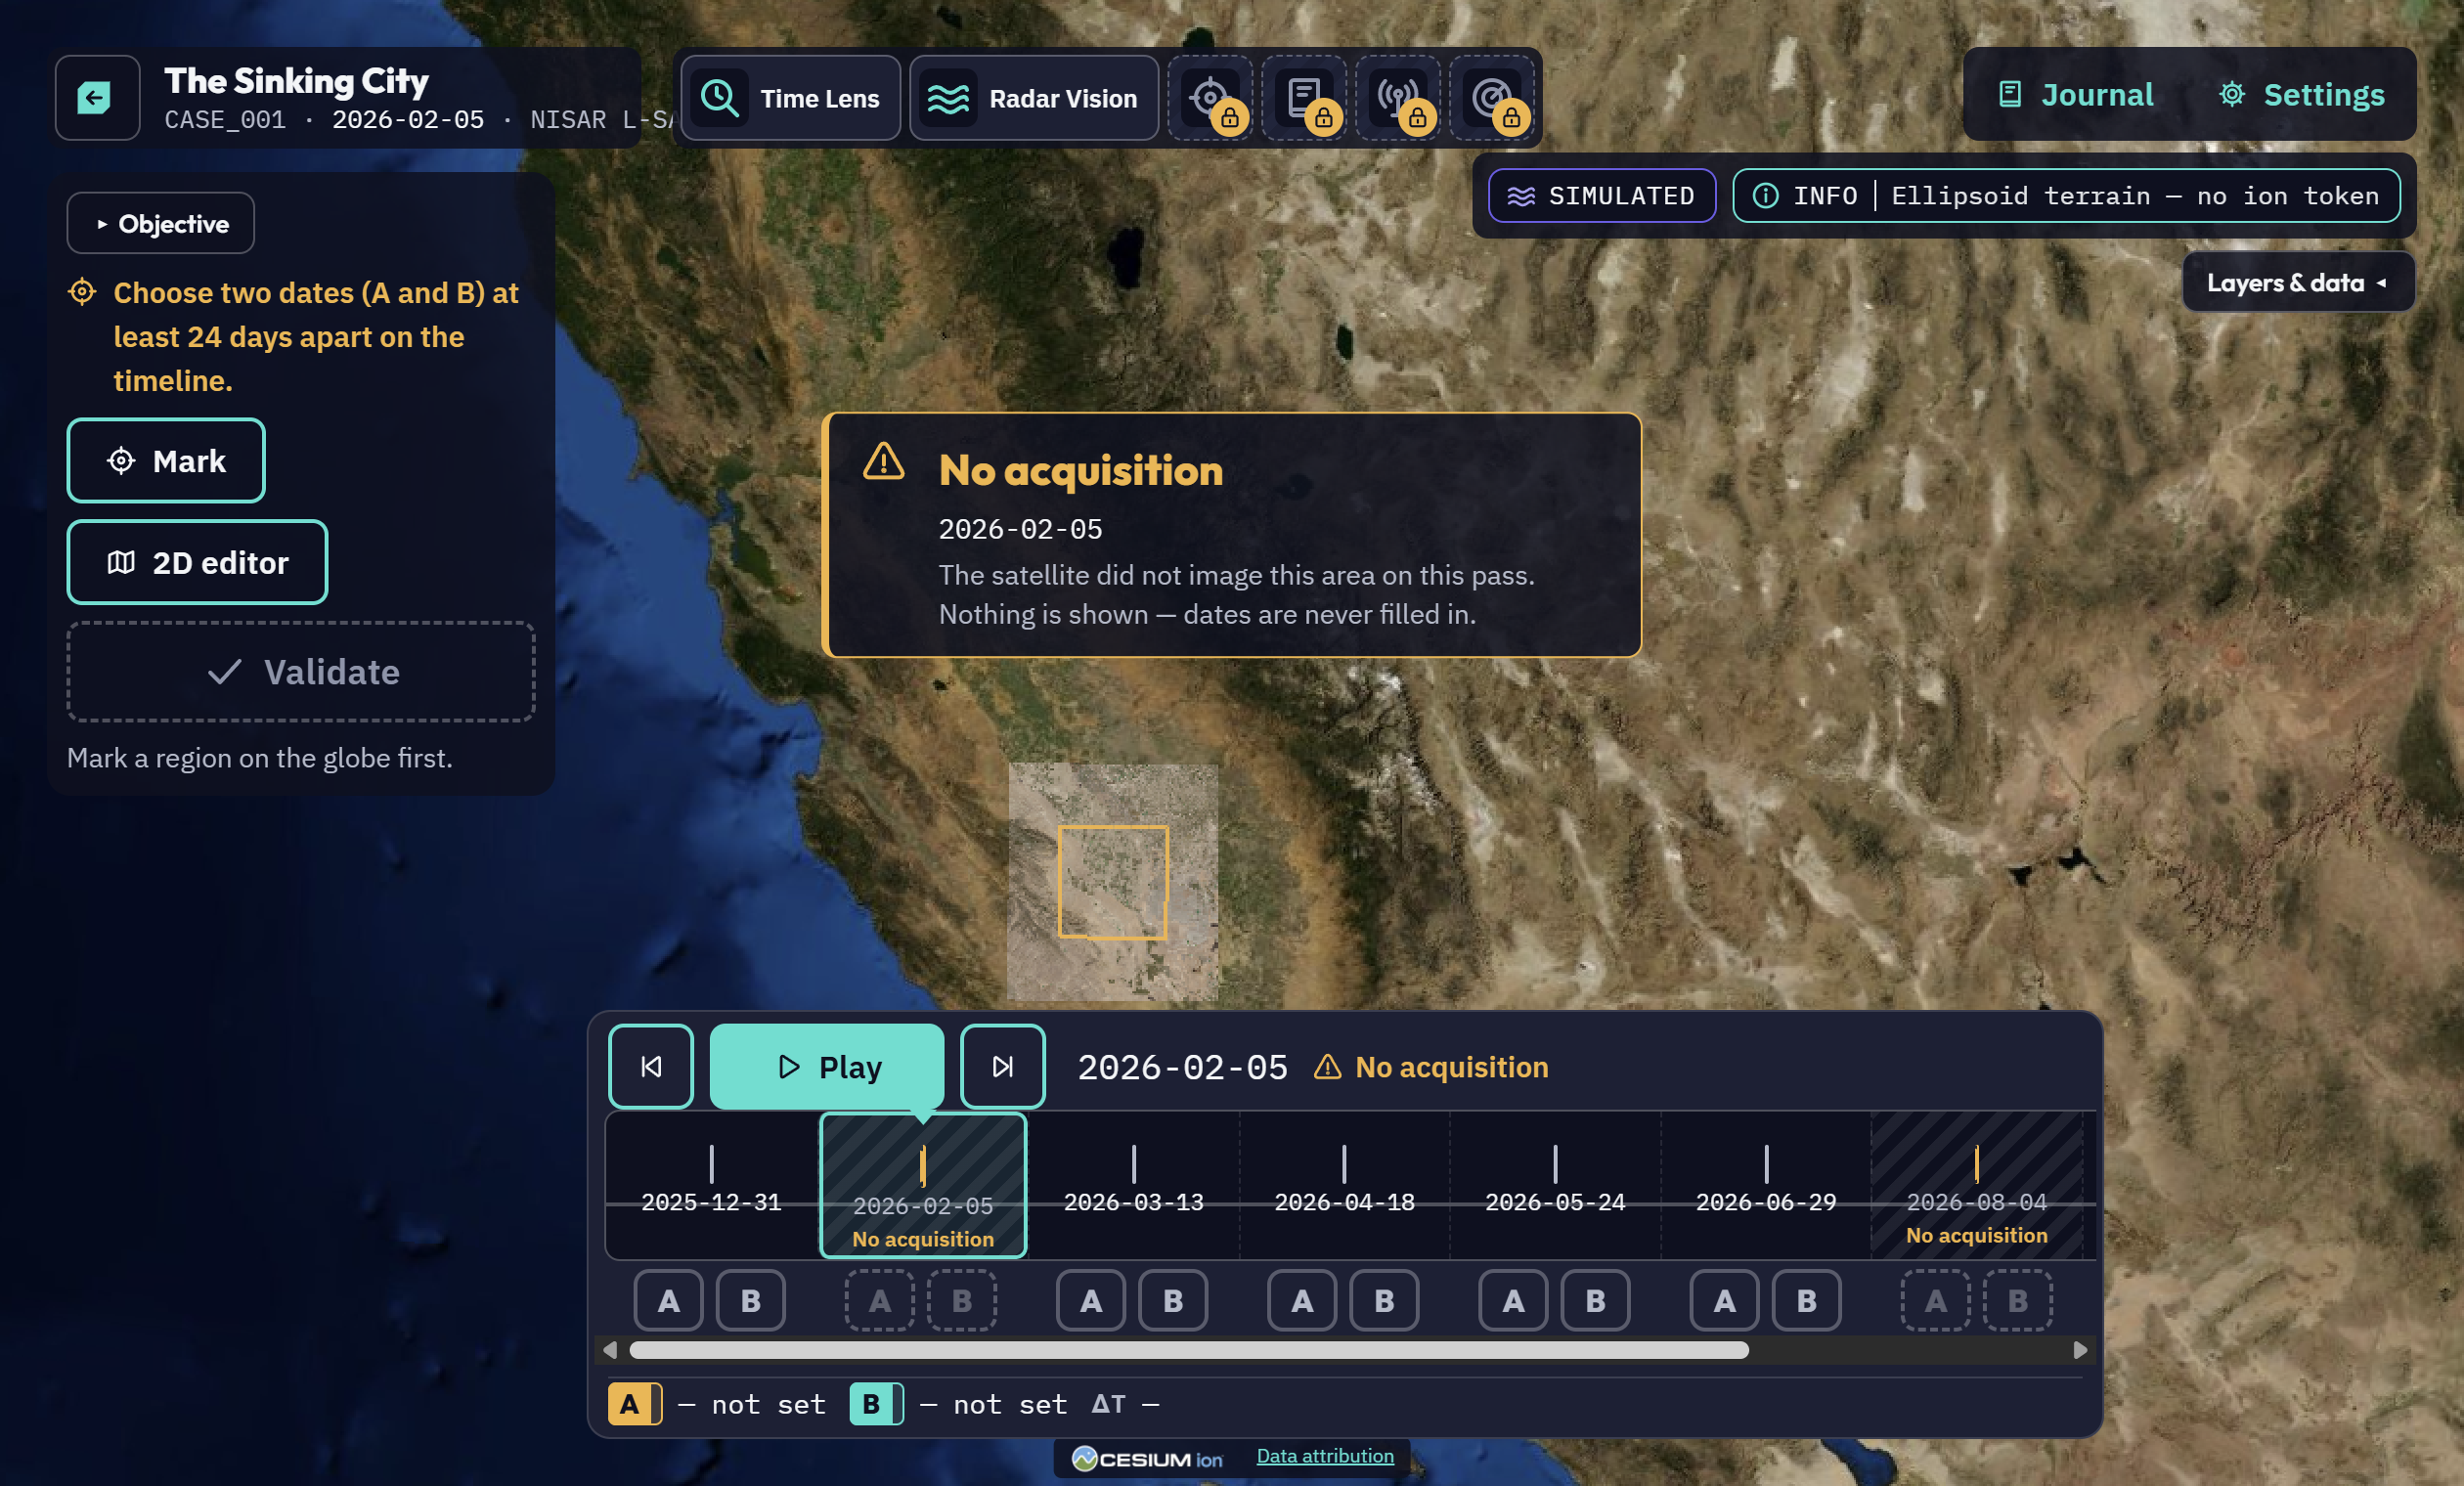 The Sinking City
CASE_001 · 2026-02-05 · NISAR L-SA
Time Lens
Radar Vision
Journal
Settings
SIMULATED
INFO | Ellipsoid terrain — no ion token
Layers & data ◂
▸ Objective
Choose two dates (A and B) at
least 24 days apart on the
timeline.
Mark
2D editor
Validate
Mark a region on the globe first.
No acquisition
2026-02-05
The satellite did not image this area on this pass.
Nothing is shown — dates are never filled in.
Play
2026-02-05
No acquisition
2025-12-31
2026-02-05
No acquisition
2026-03-13
2026-04-18
2026-05-24
2026-06-29
2026-08-04
No acquisition
A B A B A B A B A B A B A B
A — not set B — not set ΔT —
CESIUM ion
Data attribution